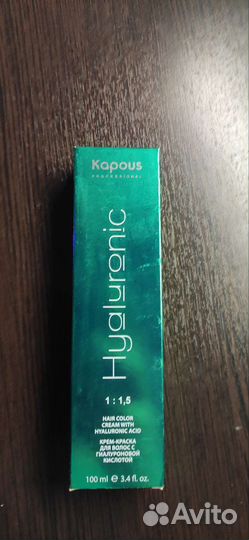 Kapous
PROFESSIONAL
Hyaluronic
1 : 1,5
HAIR COLOR
CREAM WITH
HYALURONIC ACID
КРЕМ-КРАСКА
ДЛЯ ВОЛОС С
ГИАЛУРОНОВОЙ
КИСЛОТОЙ
100 ml ℮ 3.4 fl. oz.
Avito